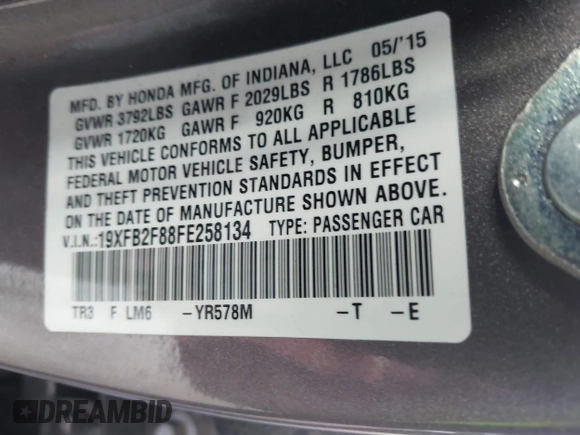 MFD. BY HONDA MFG. OF INDIANA, LLC 05/'15
GVWR 3792LBS GAWR F 2029LBS R 1786LBS
GVWR 1720KG GAWR F 920KG R 810KG
THIS VEHICLE CONFORMS TO ALL APPLICABLE
FEDERAL MOTOR VEHICLE SAFETY, BUMPER,
AND THEFT PREVENTION STANDARDS IN EFFECT
ON THE DATE OF MANUFACTURE SHOWN ABOVE.
V.I.N.:19XFB2F88FE258134 TYPE: PASSENGER CAR
TR3 F LM6 -YR578M -T -E
DREAMBID